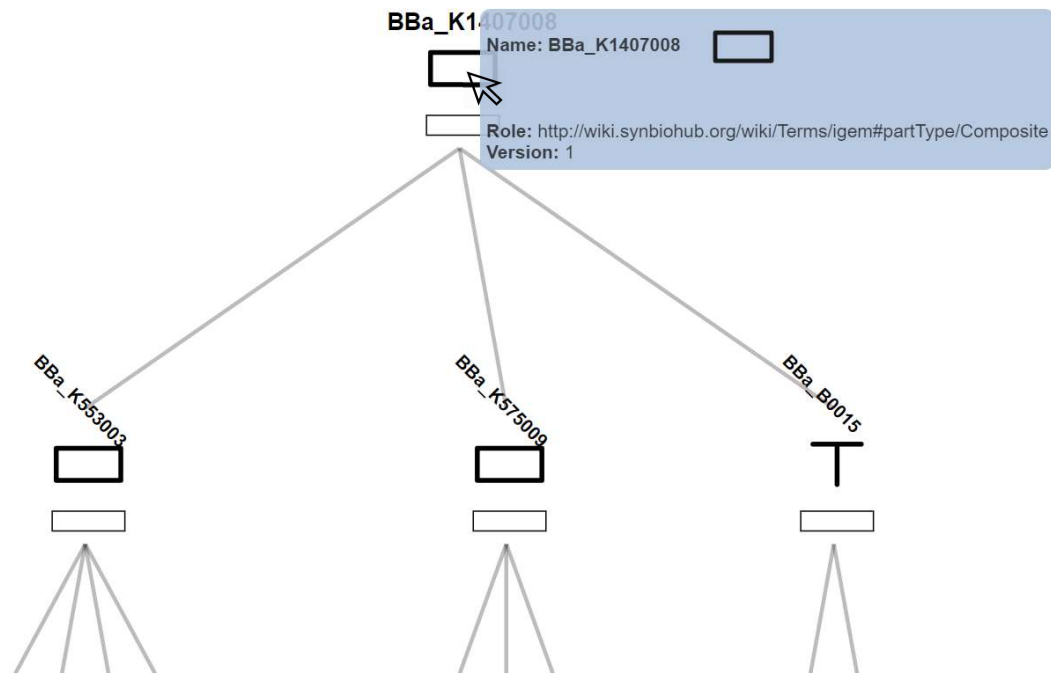 BBa_K1407008
Name: BBa_K1407008
Role: http://wiki.synbiohub.org/wiki/Terms/igem#partType/Composite
Version: 1
BBa_K553003
BBa_K575009
BBa_B0015